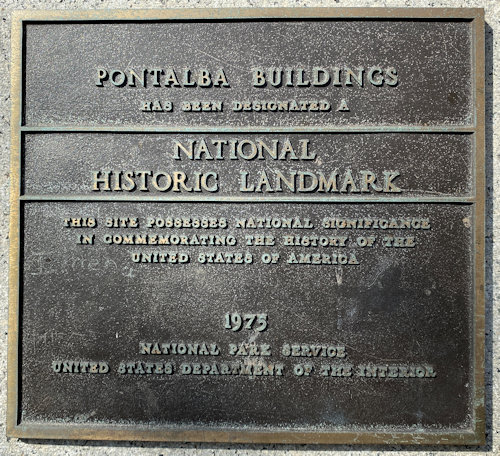 PONTALBA BUILDINGS
HAS BEEN DESIGNATED A
NATIONAL
HISTORIC LANDMARK
THIS SITE POSSESSES NATIONAL SIGNIFICANCE
IN COMMEMORATING THE HISTORY OF THE
UNITED STATES OF AMERICA
1975
NATIONAL PARK SERVICE
UNITED STATES DEPARTMENT OF THE INTERIOR